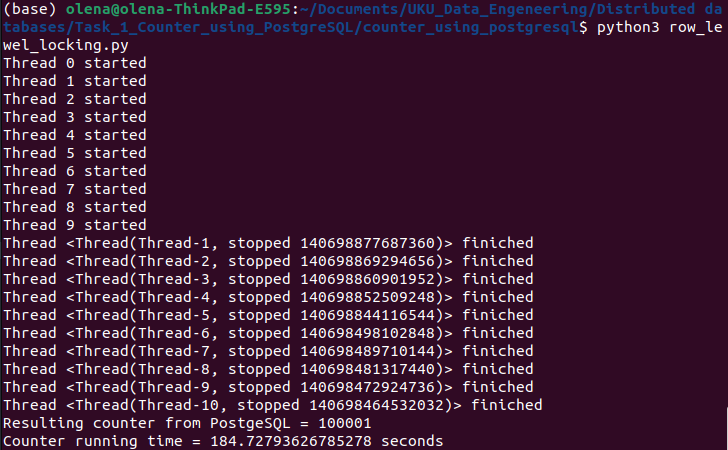 (base) olena@olena-ThinkPad-E595:~/Documents/UKU_Data_Engeneering/Distributed da
tabases/Task_1_Counter_using_PostgreSQL/counter_using_postgresql$ python3 row_le
wel_locking.py
Thread 0 started
Thread 1 started
Thread 2 started
Thread 3 started
Thread 4 started
Thread 5 started
Thread 6 started
Thread 7 started
Thread 8 started
Thread 9 started
Thread <Thread(Thread-1, stopped 140698877687360)> finiched
Thread <Thread(Thread-2, stopped 140698869294656)> finiched
Thread <Thread(Thread-3, stopped 140698860901952)> finiched
Thread <Thread(Thread-4, stopped 140698852509248)> finiched
Thread <Thread(Thread-5, stopped 140698844116544)> finiched
Thread <Thread(Thread-6, stopped 140698498102848)> finiched
Thread <Thread(Thread-7, stopped 140698489710144)> finiched
Thread <Thread(Thread-8, stopped 140698481317440)> finiched
Thread <Thread(Thread-9, stopped 140698472924736)> finiched
Thread <Thread(Thread-10, stopped 140698464532032)> finiched
Resulting counter from PostgeSQL = 100001
Counter running time = 184.72793626785278 seconds